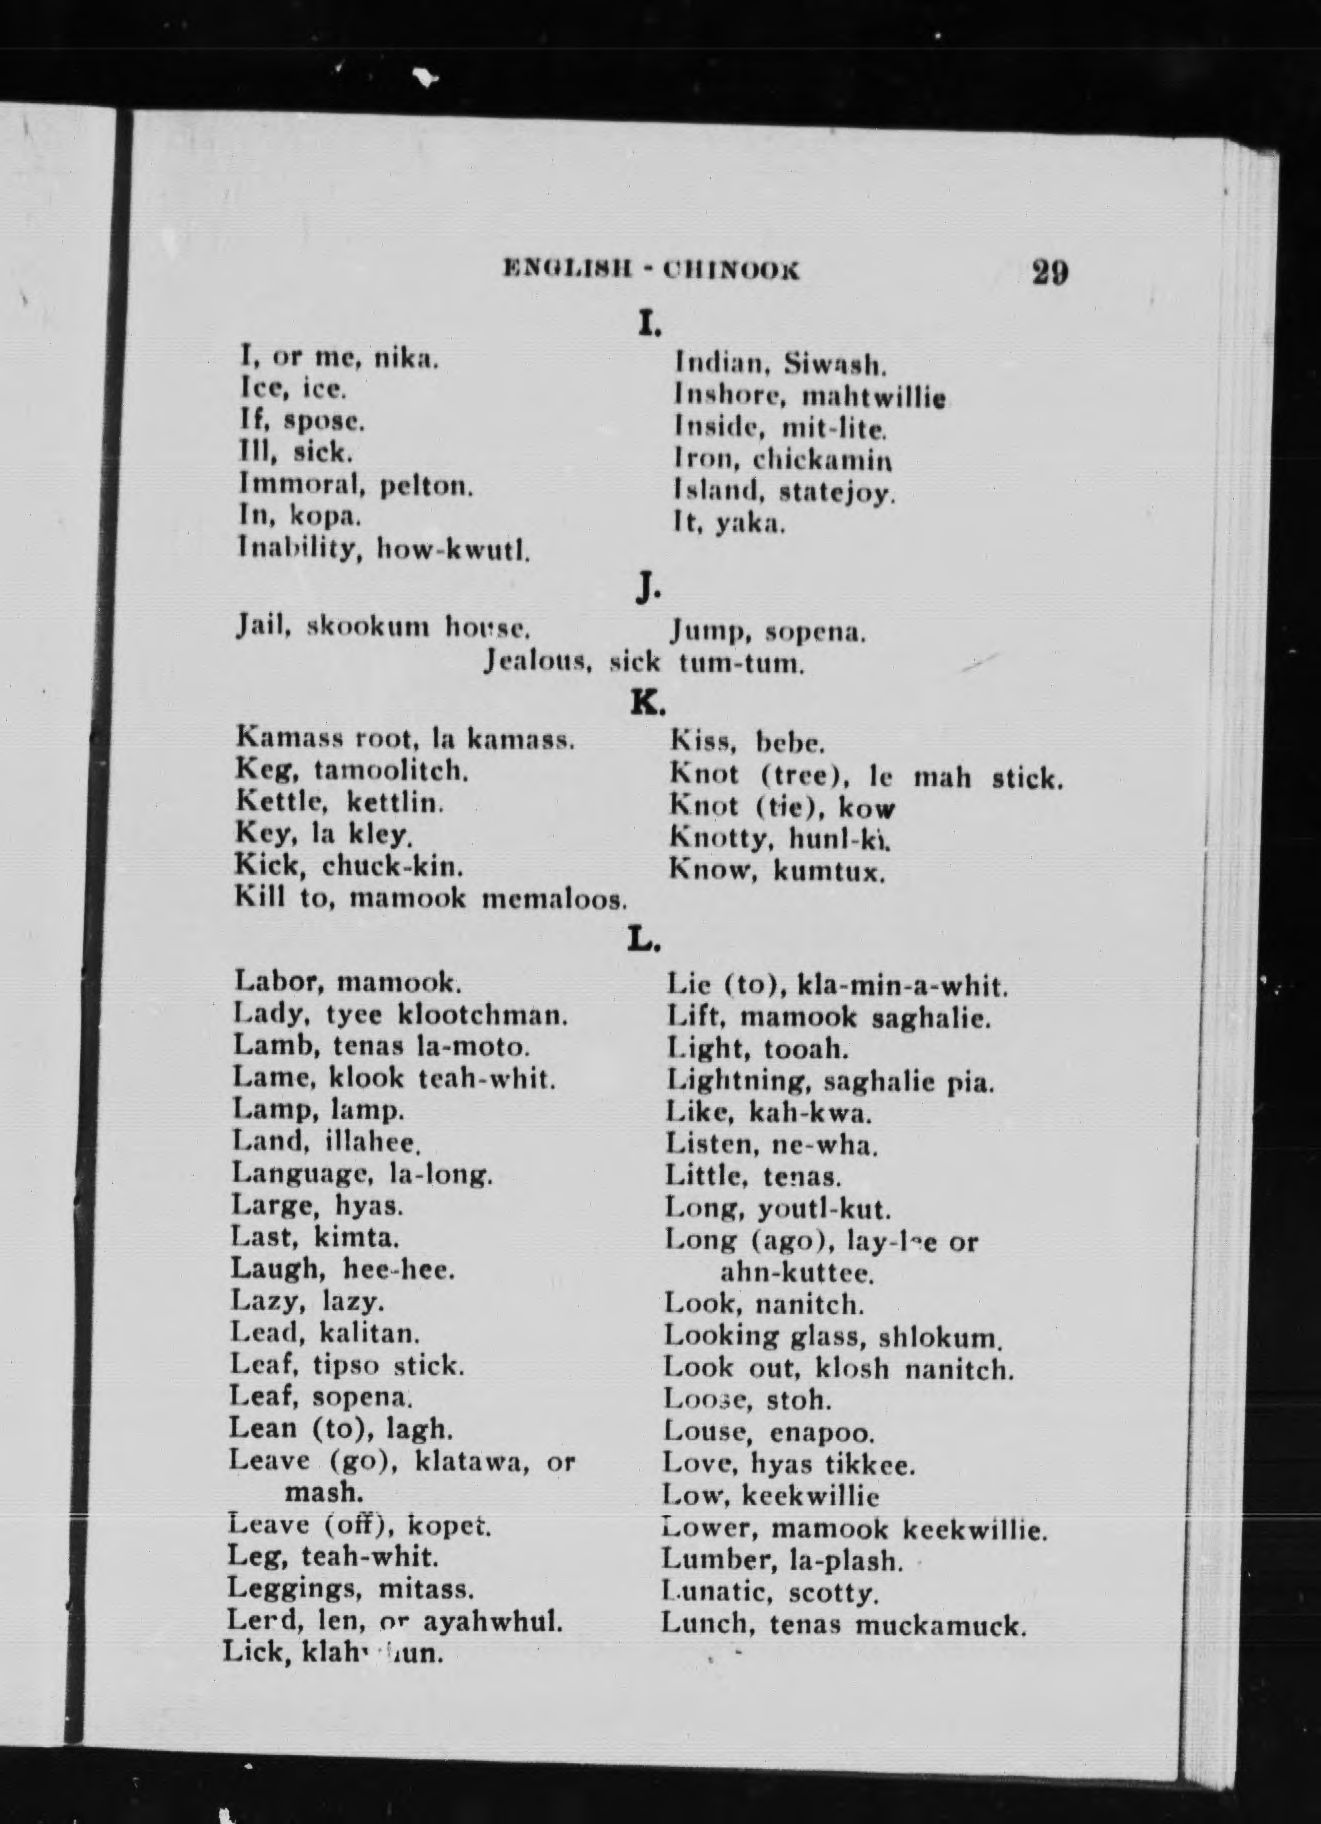 ENGLISH - CHINOOK 29
I.
I, or me, nika.
Ice, ice.
If, spose.
Ill, sick.
Immoral, pelton.
In, kopa.
Inability, how-kwutl.
Indian, Siwash.
Inshore, mahtwillie
Inside, mit-lite.
Iron, chickamin
Island, statejoy.
It, yaka.
J.
Jail, skookum house.
Jump, sopena.
Jealous, sick tum-tum.
K.
Kamass root, la kamass.
Keg, tamoolitch.
Kettle, kettlin.
Key, la kley.
Kick, chuck-kin.
Kill to, mamook memaloos.
Kiss, bebe.
Knot (tree), le mah stick.
Knot (tie), kow
Knotty, hunl-ki.
Know, kumtux.
L.
Labor, mamook.
Lady, tyee klootchman.
Lamb, tenas la-moto.
Lame, klook teah-whit.
Lamp, lamp.
Land, illahee.
Language, la-long.
Large, hyas.
Last, kimta.
Laugh, hee-hee.
Lazy, lazy.
Lead, kalitan.
Leaf, tipso stick.
Leaf, sopena.
Lean (to), lagh.
Leave (go), klatawa, or
mash.
Leave (off), kopet.
Leg, teah-whit.
Leggings, mitass.
Lend, len, or ayahwhul.
Lick,
Lie (to), kla-min-a-whit.
Lift, mamook saghalie.
Light, tooah.
Lightning, saghalie pia.
Like, kah-kwa.
Listen, ne-wha.
Little, tenas.
Long, youtl-kut.
Long (ago), or
ahn-kuttee.
Look, nanitch.
Looking glass, shlokum.
Look out, klosh nanitch.
Loose, stoh.
Louse, enapoo.
Love, hyas tikkee.
Low, keekwillie
Lower, mamook keekwillie.
Lumber, la-plash.
Lunatic, scotty.
Lunch, tenas muckamuck.